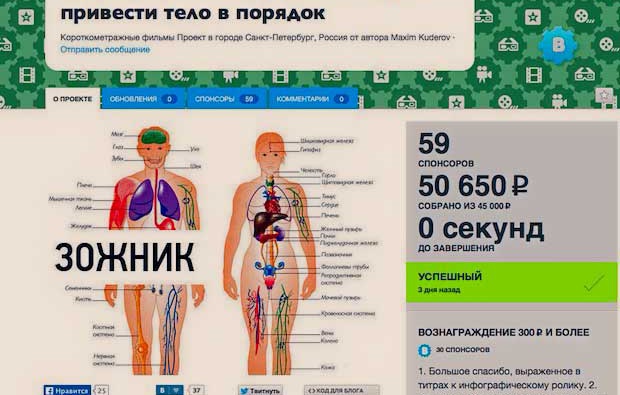 привести тело в порядок
Короткометражные фильмы Проект в городе Санкт-Петербург, Россия от автора Maxim Kuderov ·
Отправить сообщение
B
О ПРОЕКТЕ
ОБНОВЛЕНИЯ 0
СПОНСОРЫ 59
КОММЕНТАРИИ 0
Мозг
Глаз
Зубы
Ухо
Шея
Плечи
Мышечная ткань
Легкие
Желудок
ЗОЖНИК
Семенники
Кисть
Костная
система
Нервная
система
Шишковидная железа
Гипофиз
Челюсть
Горло
Щитовидная железа
Тимус
Сердце
Печень
Желчный пузырь
Почки
Поджелудочная железа
Позвоночник
Фаллопиевы трубы
Репродуктивная
система
Мочевой пузырь
Кровеносная система
Вены
Колено
Кожа
59
СПОНСОРОВ
50 650 ₽
СОБРАНО ИЗ 45 000 ₽
0 секунд
ДО ЗАВЕРШЕНИЯ
УСПЕШНЫЙ
3 дня назад
ВОЗНАГРАЖДЕНИЕ 300 ₽ И БОЛЕЕ
B 30 СПОНСОРОВ
1. Большое спасибо, выраженное в
титрах к инфографическому ролику. 2.
Нравится 25
B 37
Твитнуть
<> КОД ДЛЯ БЛОГА